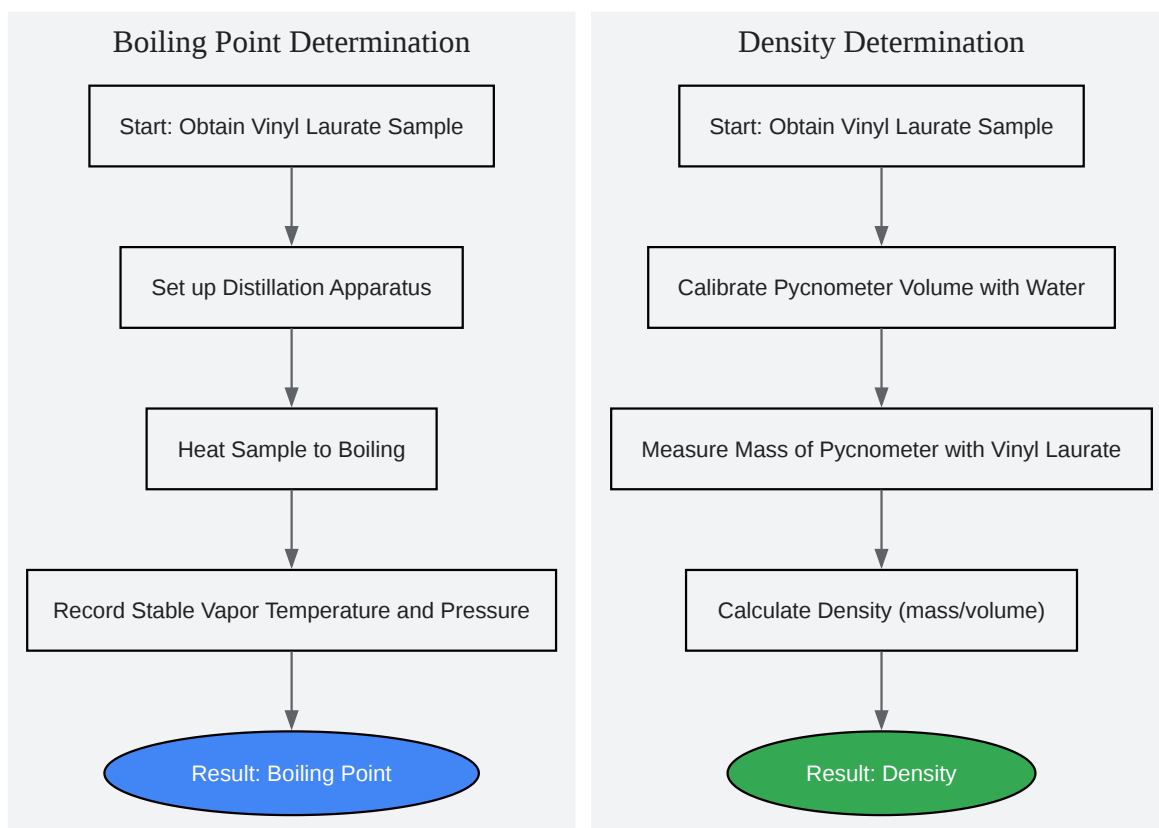 Boiling Point Determination
Start: Obtain Vinyl Laurate Sample
Set up Distillation Apparatus
Heat Sample to Boiling
Record Stable Vapor Temperature and Pressure
Result: Boiling Point
Density Determination
Start: Obtain Vinyl Laurate Sample
Calibrate Pycnometer Volume with Water
Measure Mass of Pycnometer with Vinyl Laurate
Calculate Density (mass/volume)
Result: Density